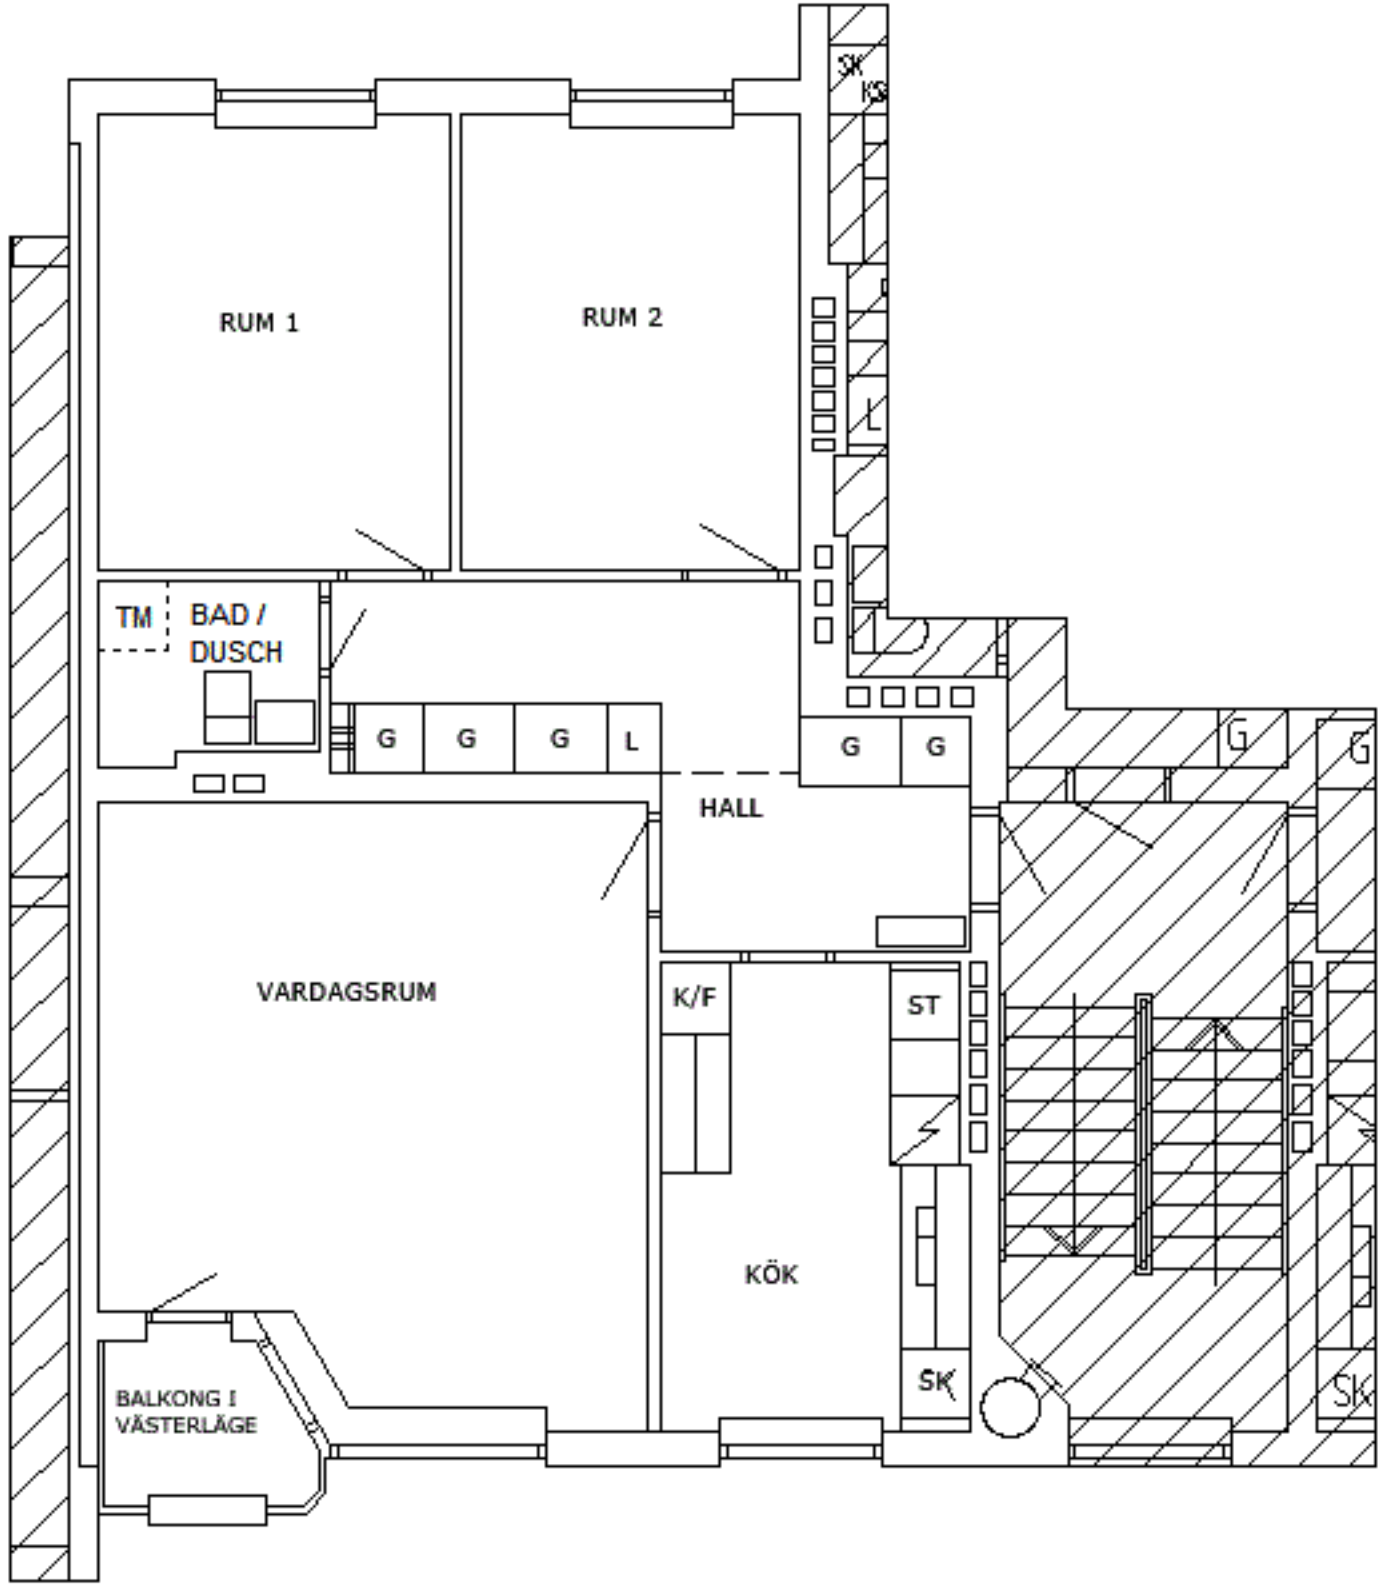 SK
KS
RUM 1
RUM 2
L
TM
BAD /
DUSCH
G
G
G
L
G
G
G
G
HALL
VARDAGSRUM
K/F
ST
KÖK
SK
SK
BALKONG I
VÄSTERLÄGE